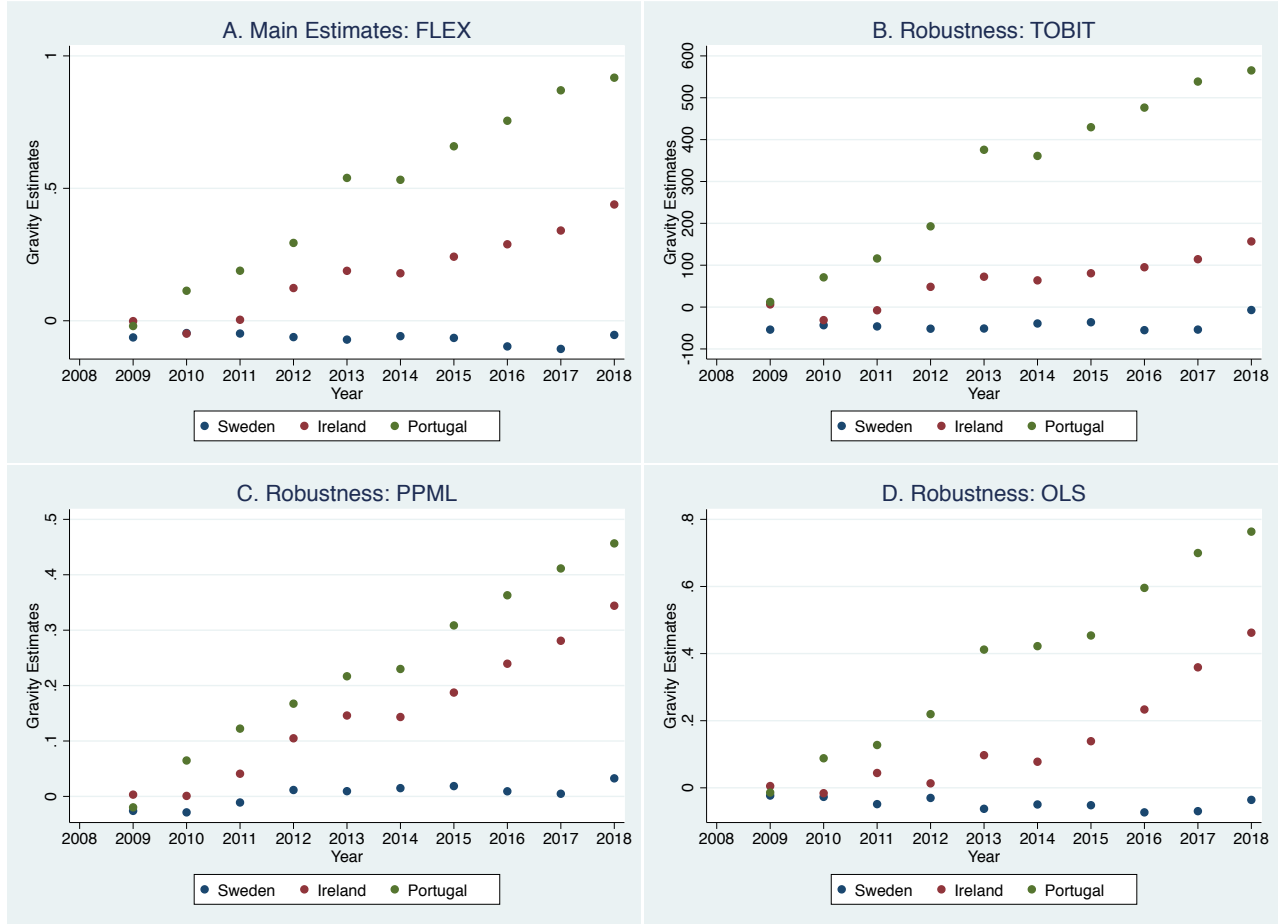 A. Main Estimates: FLEX
Gravity Estimates
1
.5
0
2008 2009 2010 2011 2012 2013 2014 2015 2016 2017 2018
Year
Sweden Ireland Portugal
B. Robustness: TOBIT
Gravity Estimates
600
500
400
300
200
100
0
-100
2008 2009 2010 2011 2012 2013 2014 2015 2016 2017 2018
Year
Sweden Ireland Portugal
C. Robustness: PPML
Gravity Estimates
.5
.4
.3
.2
.1
0
2008 2009 2010 2011 2012 2013 2014 2015 2016 2017 2018
Year
Sweden Ireland Portugal
D. Robustness: OLS
Gravity Estimates
.8
.6
.4
.2
0
2008 2009 2010 2011 2012 2013 2014 2015 2016 2017 2018
Year
Sweden Ireland Portugal